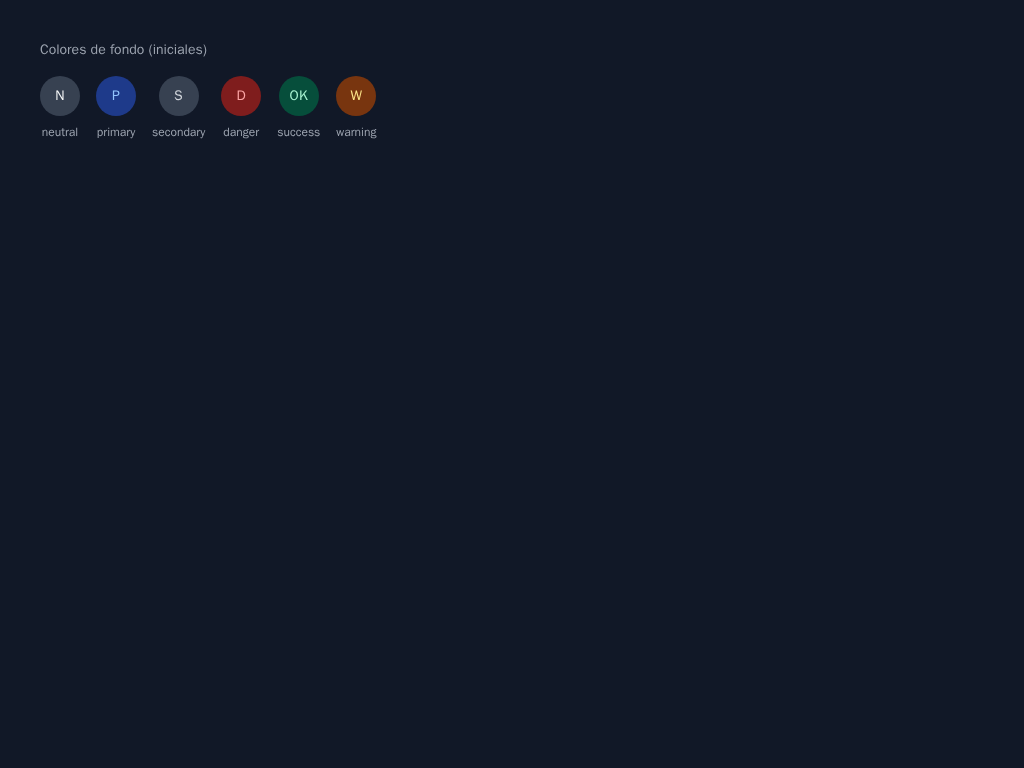 Colores de fondo (iniciales)
N P S D OK W
neutral primary secondary danger success warning